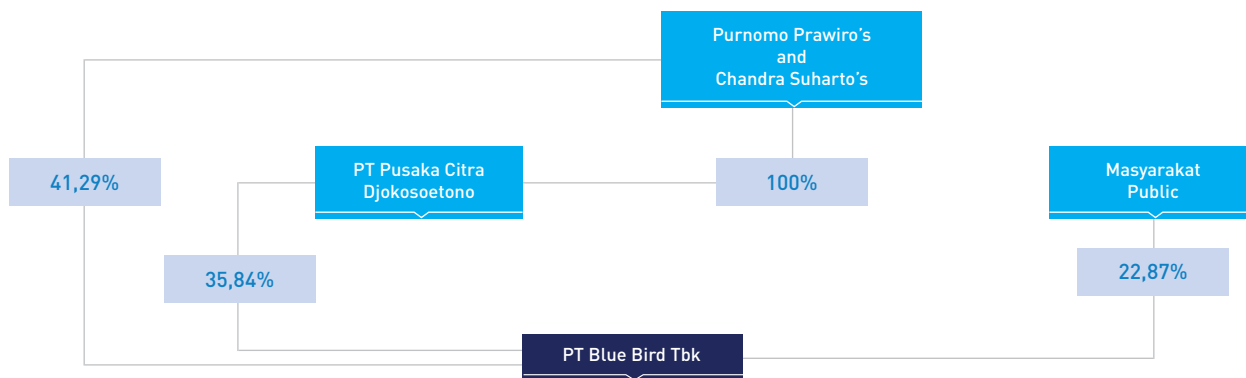 Purnomo Prawiro’s
and
Chandra Suharto’s
41,29%
PT Pusaka Citra
Djokosoetono
100%
Masyarakat
Public
35,84%
22,87%
PT Blue Bird Tbk